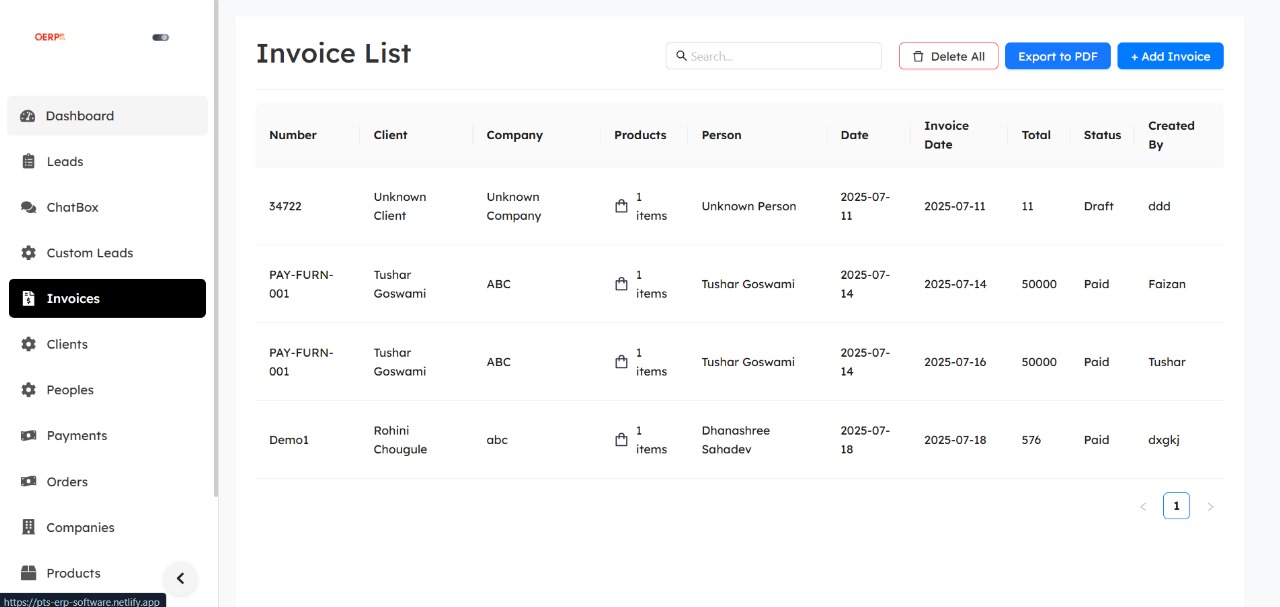 OERP
Dashboard
Leads
ChatBox
Custom Leads
Invoices
Clients
Peoples
Payments
Orders
Companies
Products
https://pts-erp-software.netlify.app
Invoice List
Search...
Delete All
Export to PDF
+ Add Invoice
Number Client Company Products Person Date Invoice Date Total Status Created By
34722 Unknown Client Unknown Company 1 items Unknown Person 2025-07-11 2025-07-11 11 Draft ddd
PAY-FURN-001 Tushar Goswami ABC 1 items Tushar Goswami 2025-07-14 2025-07-14 50000 Paid Faizan
PAY-FURN-001 Tushar Goswami ABC 1 items Tushar Goswami 2025-07-14 2025-07-16 50000 Paid Tushar
Demo1 Rohini Chougule abc 1 items Dhanashree Sahadev 2025-07-18 2025-07-18 576 Paid dxgkj
1